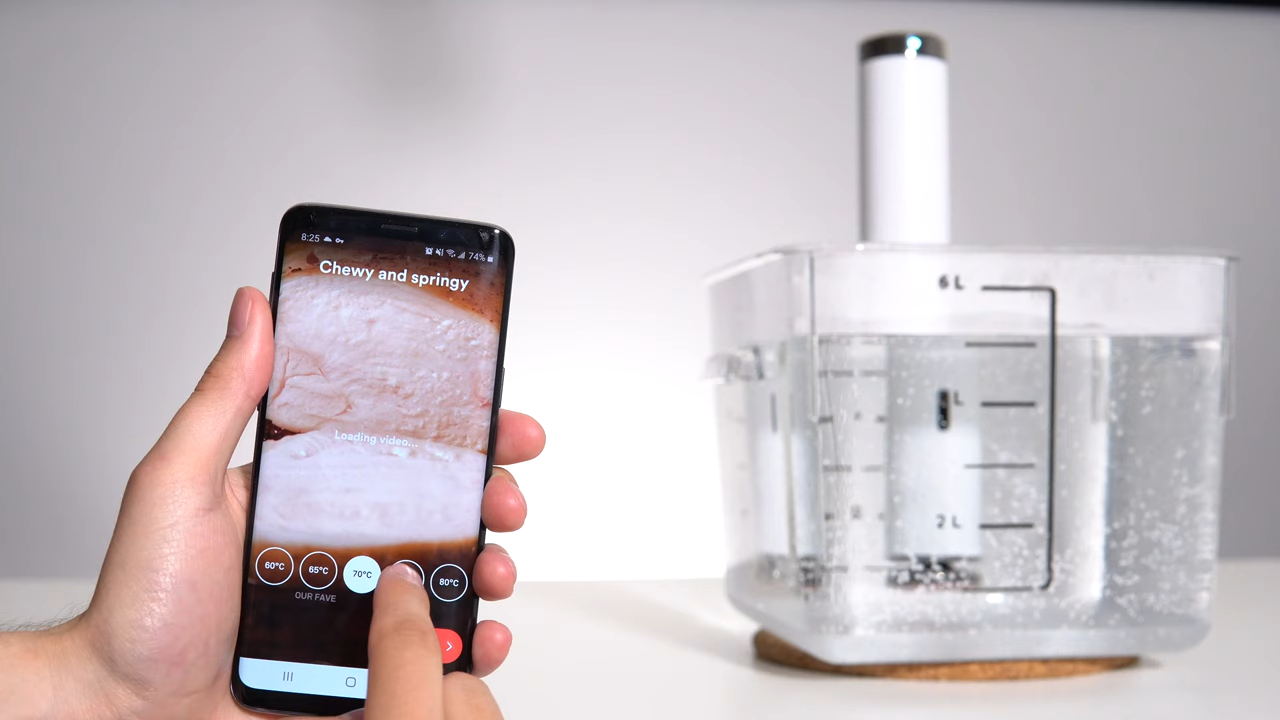 8:25
74%
Chewy and springy
Loading video...
60°C 65°C 70°C 80°C
OUR FAVE
6 L
L
2 L